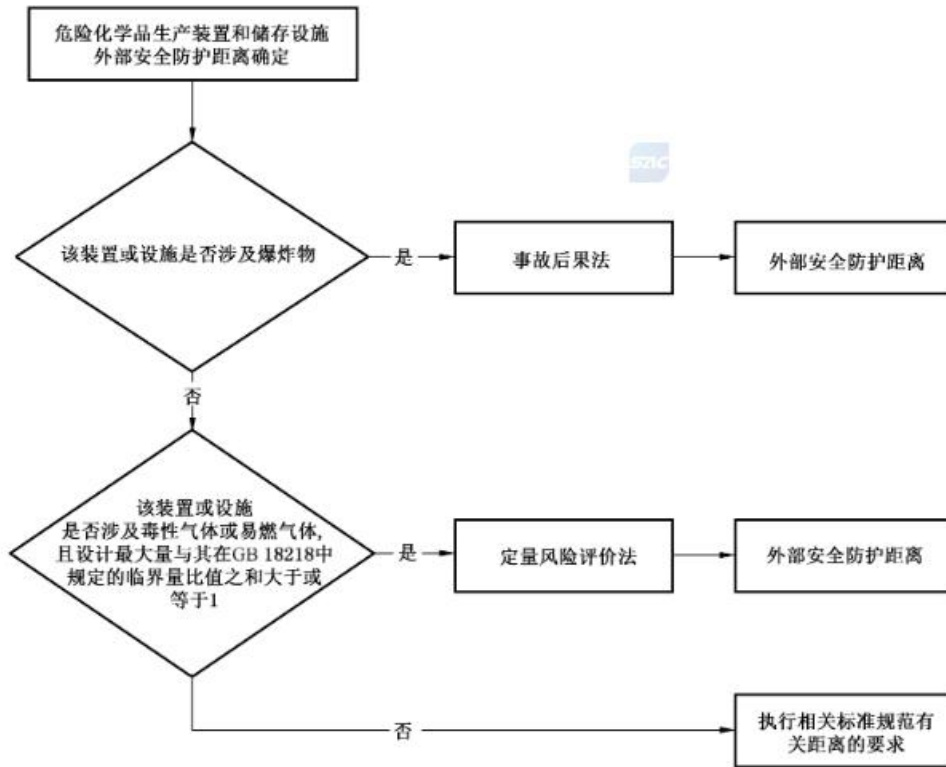 危险化学品生产装置和储存设施
外部安全防护距离确定
SAC
该装置或设施是否涉及爆炸物
是
事故后果法
外部安全防护距离
否
该装置或设施
是否涉及毒性气体或易燃气体,
且设计最大量与其在GB 18218中
规定的临界量比值之和大于或
等于1
是
定量风险评价法
外部安全防护距离
否
执行相关标准规范有
关距离的要求